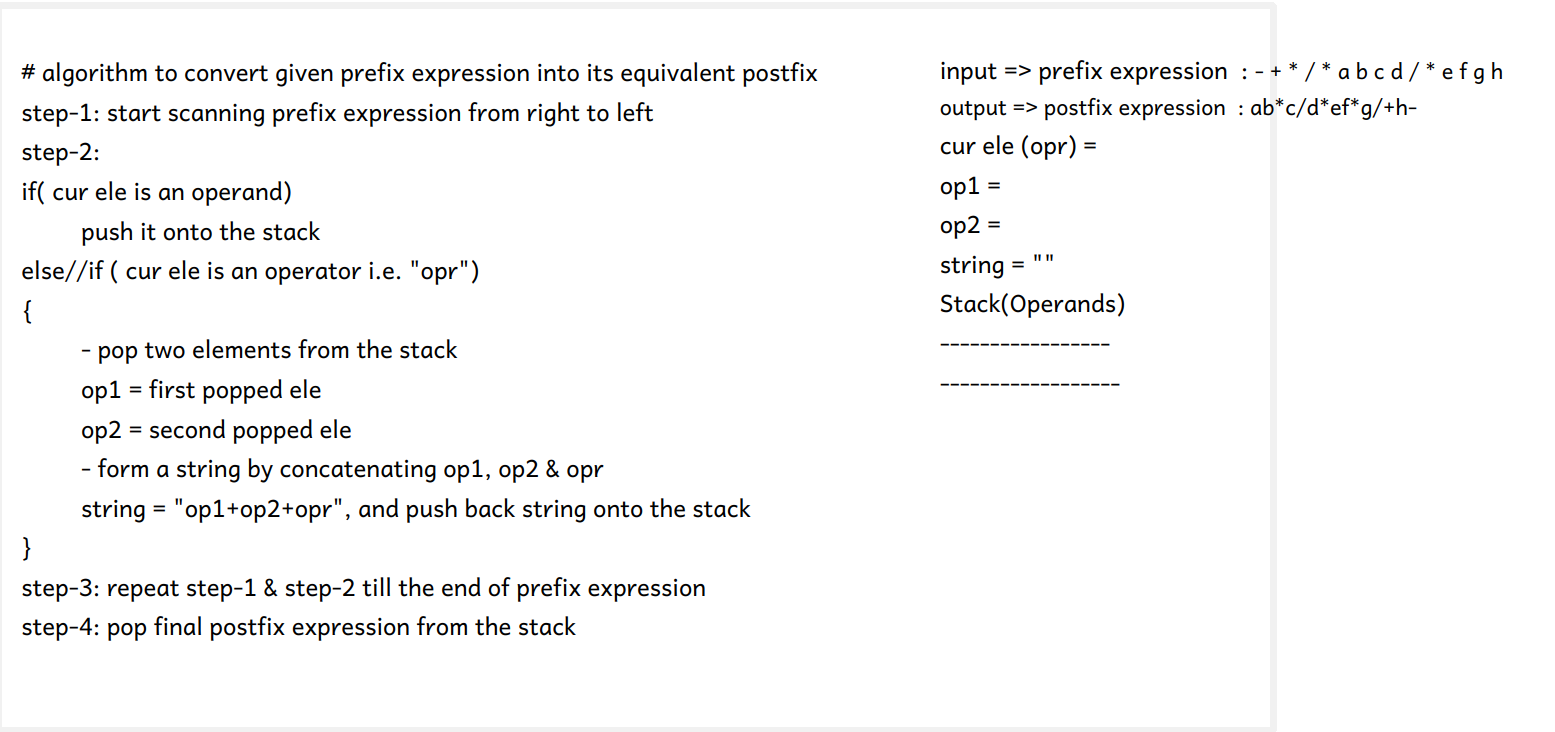 # algorithm to convert given prefix expression into its equivalent postfix
step-1: start scanning prefix expression from right to left
step-2:
if( cur ele is an operand)
push it onto the stack
else//if ( cur ele is an operator i.e. "opr")
{
- pop two elements from the stack
op1 = first popped ele
op2 = second popped ele
- form a string by concatenating op1, op2 & opr
string = "op1+op2+opr", and push back string onto the stack
}
step-3: repeat step-1 & step-2 till the end of prefix expression
step-4: pop final postfix expression from the stack
input => prefix expression : - + * / * a b c d / * e f g h
output => postfix expression : ab*c/d*ef*g/+h-
cur ele (opr) =
op1 =
op2 =
string = ""
Stack(Operands)
-----------------
------------------